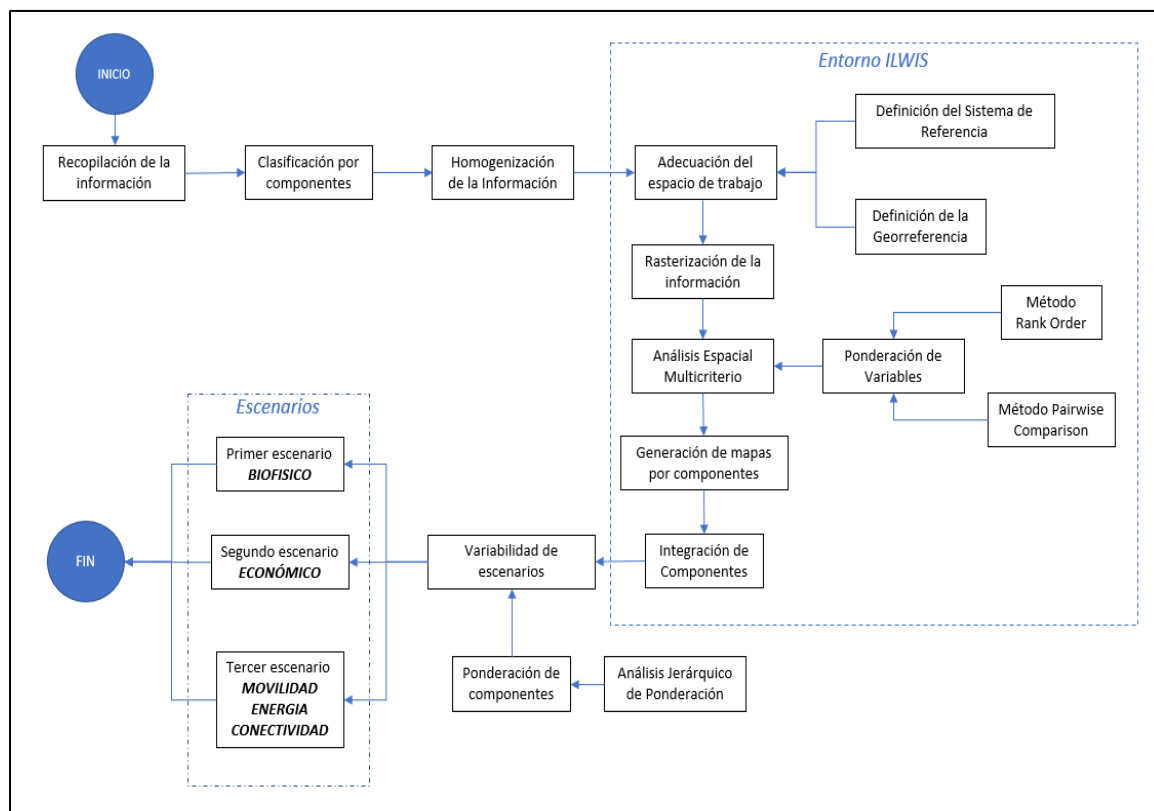 INICIO
Recopilación de la
información
Clasificación por
componentes
Homogenización
de la Información
Entorno ILWIS
Adecuación del
espacio de trabajo
Definición del Sistema de
Referencia
Definición de la
Georreferencia
Rasterización de la
información
Análisis Espacial
Multicriterio
Ponderación de
Variables
Método
Rank Order
Método Pairwise
Comparison
Generación de mapas
por componentes
Integración de
Componentes
Variabilidad de
escenarios
Ponderación de
componentes
Análisis Jerárquico
de Ponderación
Escenarios
Primer escenario
BIOFISICO
Segundo escenario
ECONÓMICO
Tercer escenario
MOVILIDAD
ENERGIA
CONECTIVIDAD
FIN